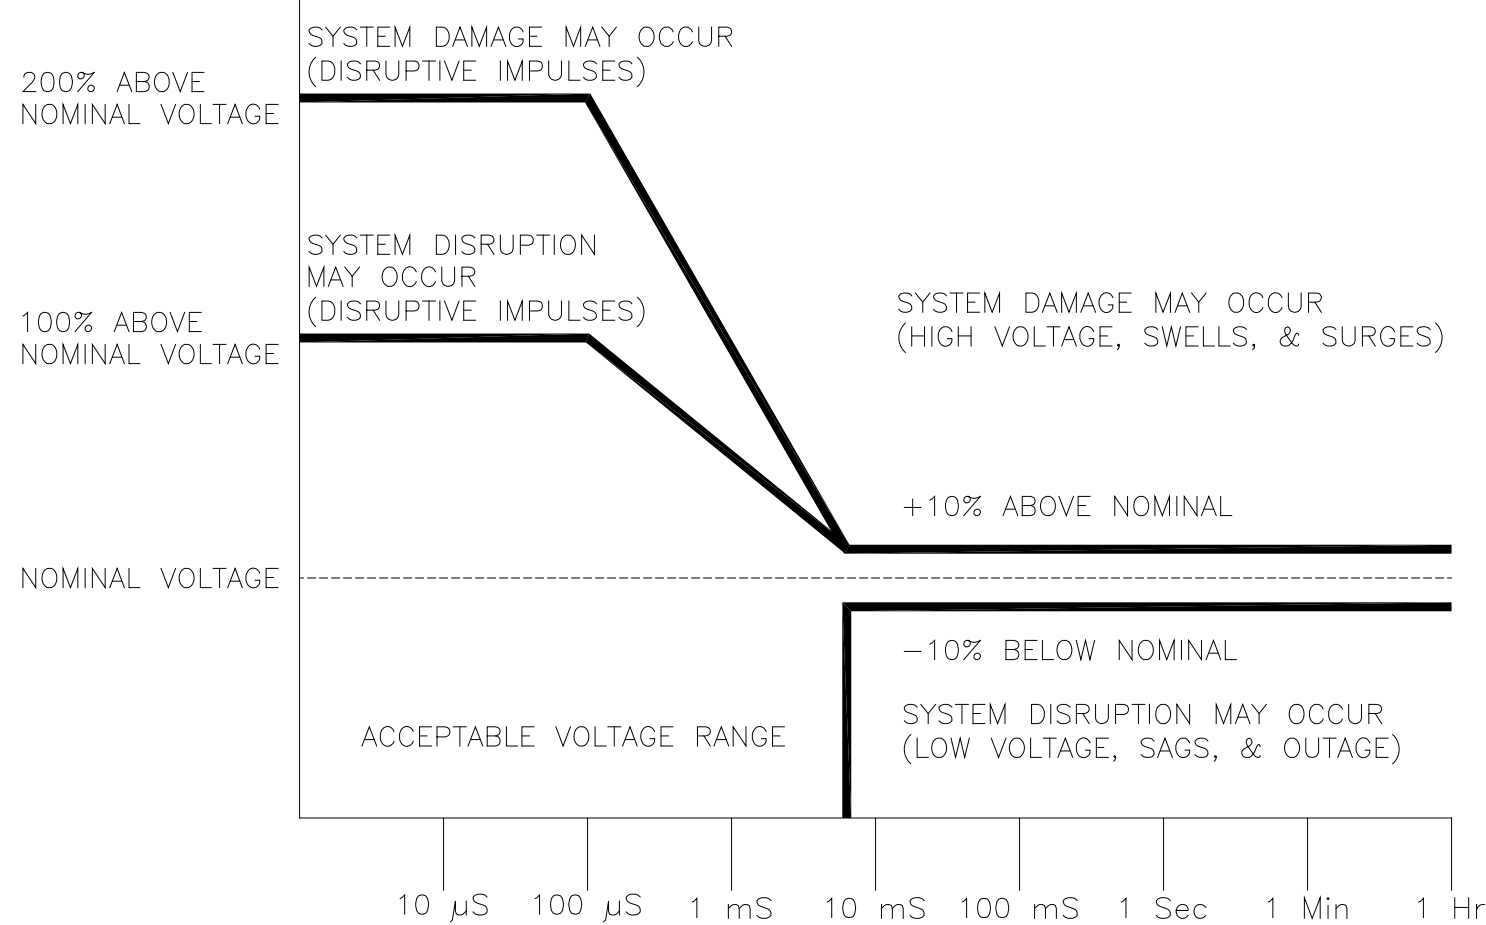 SYSTEM DAMAGE MAY OCCUR
(DISRUPTIVE IMPULSES)
200% ABOVE
NOMINAL VOLTAGE
SYSTEM DISRUPTION
MAY OCCUR
(DISRUPTIVE IMPULSES)
100% ABOVE
NOMINAL VOLTAGE
SYSTEM DAMAGE MAY OCCUR
(HIGH VOLTAGE, SWELLS, & SURGES)
+10% ABOVE NOMINAL
NOMINAL VOLTAGE
−10% BELOW NOMINAL
SYSTEM DISRUPTION MAY OCCUR
(LOW VOLTAGE, SAGS, & OUTAGE)
ACCEPTABLE VOLTAGE RANGE
10 µS 100 µS 1 mS 10 mS 100 mS 1 Sec 1 Min 1 Hr